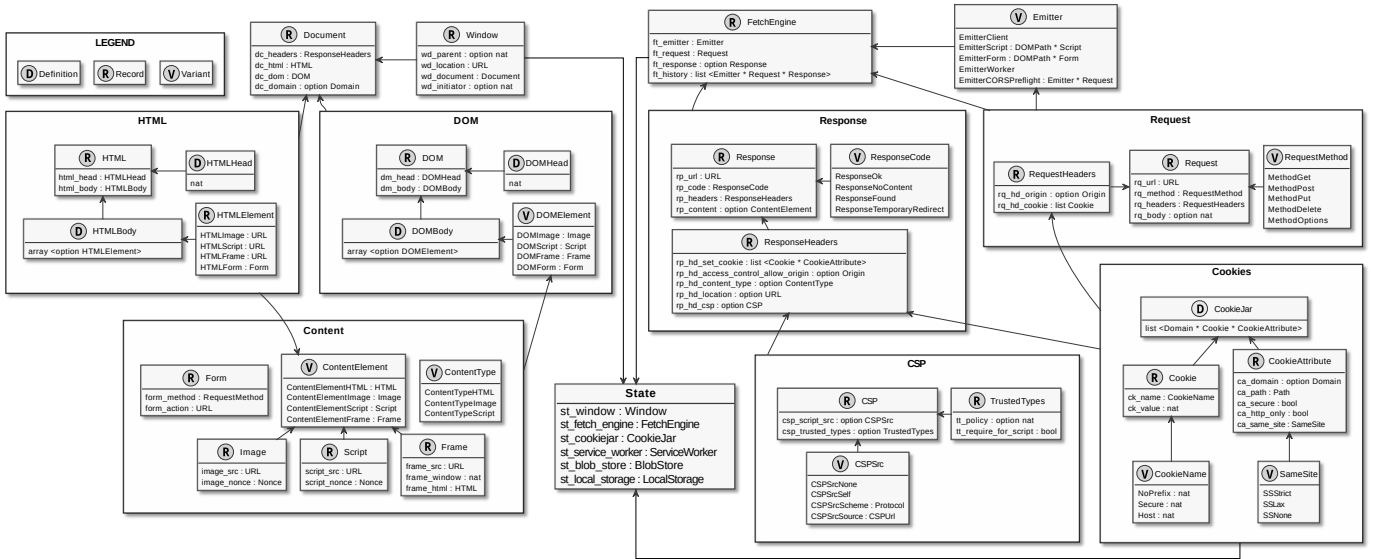 LEGEND
D Definition
R Record
V Variant
R Document
dc_headers : ResponseHeaders
dc_html : HTML
dc_dom : DOM
dc_domain : option Domain
R Window
wd_parent : option nat
wd_location : URL
wd_document : Document
wd_initiator : option nat
R FetchEngine
ft_emitter : Emitter
ft_request : Request
ft_response : option Response
ft_history : list <Emitter * Request * Response>
V Emitter
EmitterClient
EmitterScript : DOMPath * Script
EmitterForm : DOMPath * Form
EmitterWorker
EmitterCORSPreflight : Emitter * Request
HTML
R HTML
html_head : HTMLHead
html_body : HTMLBody
D HTMLHead
nat
D HTMLBody
array <option HTMLElement>
R HTMLElement
HTMLImage : URL
HTMLScript : URL
HTMLFrame : URL
HTMLForm : Form
DOM
R DOM
dm_head : DOMHead
dm_body : DOMBody
D DOMHead
nat
D DOMBody
array <option DOMElement>
V DOMElement
DOMImage : Image
DOMScript : Script
DOMFrame : Frame
DOMForm : Form
Response
R Response
rp_url : URL
rp_code : ResponseCode
rp_headers : ResponseHeaders
rp_content : option ContentElement
V ResponseCode
ResponseOk
ResponseNoContent
ResponseFound
ResponseTemporaryRedirect
R ResponseHeaders
rp_hd_set_cookie : list <Cookie * CookieAttribute>
rp_hd_access_control_allow_origin : option Origin
rp_hd_content_type : option ContentType
rp_hd_location : option URL
rp_hd_csp : option CSP
Request
R RequestHeaders
rq_hd_origin : option Origin
rq_hd_cookie : list Cookie
R Request
rq_url : URL
rq_method : RequestMethod
rq_headers : RequestHeaders
rq_body : option nat
V RequestMethod
MethodGet
MethodPost
MethodPut
MethodDelete
MethodOptions
Content
R Form
form_method : RequestMethod
form_action : URL
V ContentElement
ContentElementHTML : HTML
ContentElementImage : Image
ContentElementScript : Script
ContentElementFrame : Frame
V ContentType
ContentTypeHTML
ContentTypeImage
ContentTypeScript
R Image
image_src : URL
image_nonce : Nonce
R Script
script_src : URL
script_nonce : Nonce
R Frame
frame_src : URL
frame_window : nat
frame_html : HTML
State
st_window : Window
st_fetch_engine : FetchEngine
st_cookiejar : CookieJar
st_service_worker : ServiceWorker
st_blob_store : BlobStore
st_local_storage : LocalStorage
CSP
R CSP
csp_script_src : option CSPSrc
csp_trusted_types : option TrustedTypes
R TrustedTypes
tt_policy : option nat
tt_require_for_script : bool
V CSPSrc
CSPSrcNone
CSPSrcSelf
CSPSrcScheme : Protocol
CSPSrcSource : CSPUrl
Cookies
D CookieJar
list <Domain * Cookie * CookieAttribute>
R Cookie
ck_name : CookieName
ck_value : nat
R CookieAttribute
ca_domain : option Domain
ca_path : Path
ca_secure : bool
ca_http_only : bool
ca_same_site : SameSite
V CookieName
NoPrefix : nat
Secure : nat
Host : nat
V SameSite
SSStrict
SSLax
SSNone